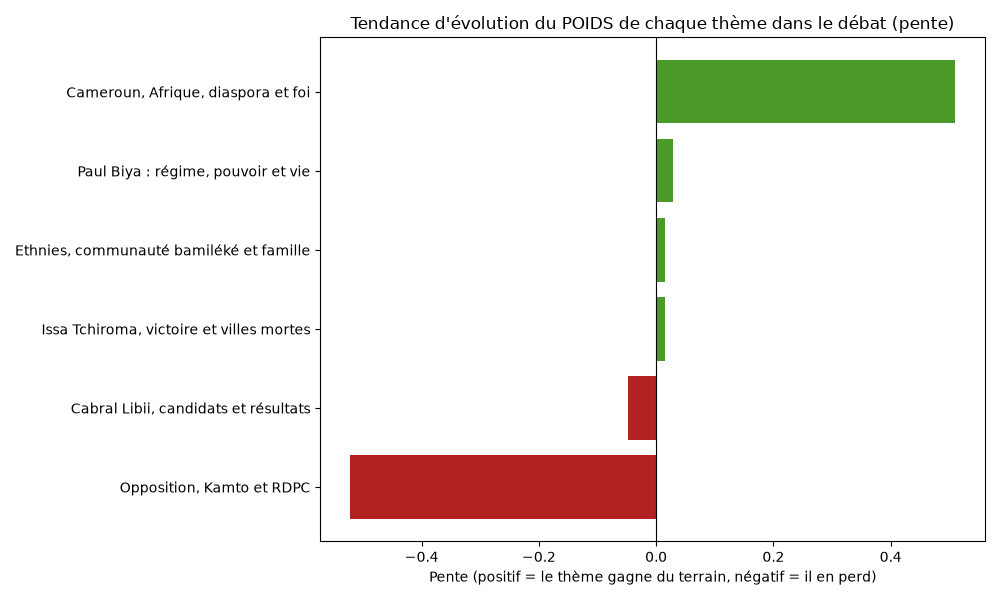 Tendance d'évolution du POIDS de chaque thème dans le débat (pente)
Cameroun, Afrique, diaspora et foi
Paul Biya : régime, pouvoir et vie
Ethnies, communauté bamiléké et famille
Issa Tchiroma, victoire et villes mortes
Cabral Libii, candidats et résultats
Opposition, Kamto et RDPC
−0.4 −0.2 0.0 0.2 0.4
Pente (positif = le thème gagne du terrain, négatif = il en perd)